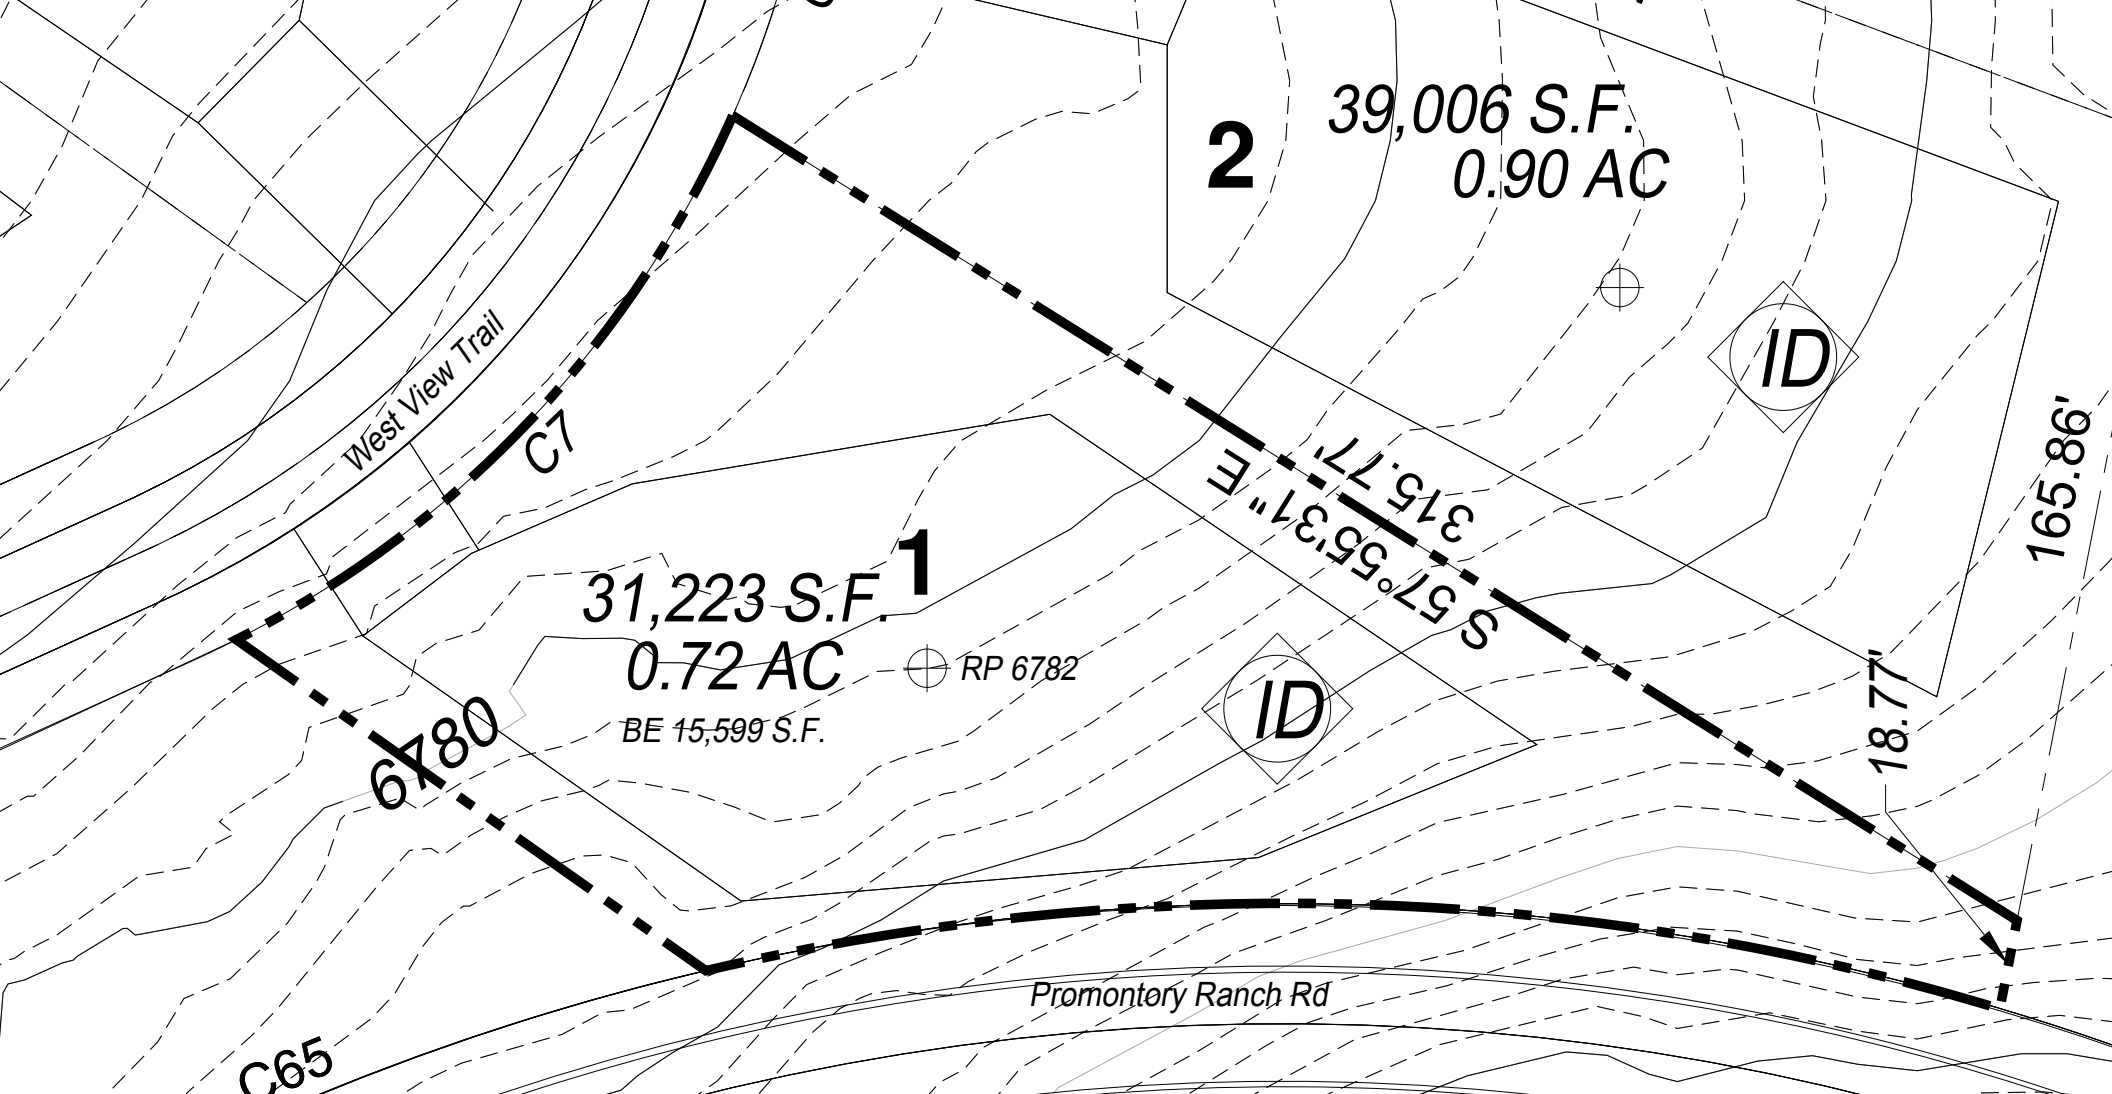 39,006 S.F.
2
0.90 AC
ID
West View Trail
C7
165.86'
315.77'
S 57°55'31" E
1
31,223 S.F.
0.72 AC
RP 6782
BE 15,599 S.F.
ID
18.77'
6780
Promontory Ranch Rd
C65